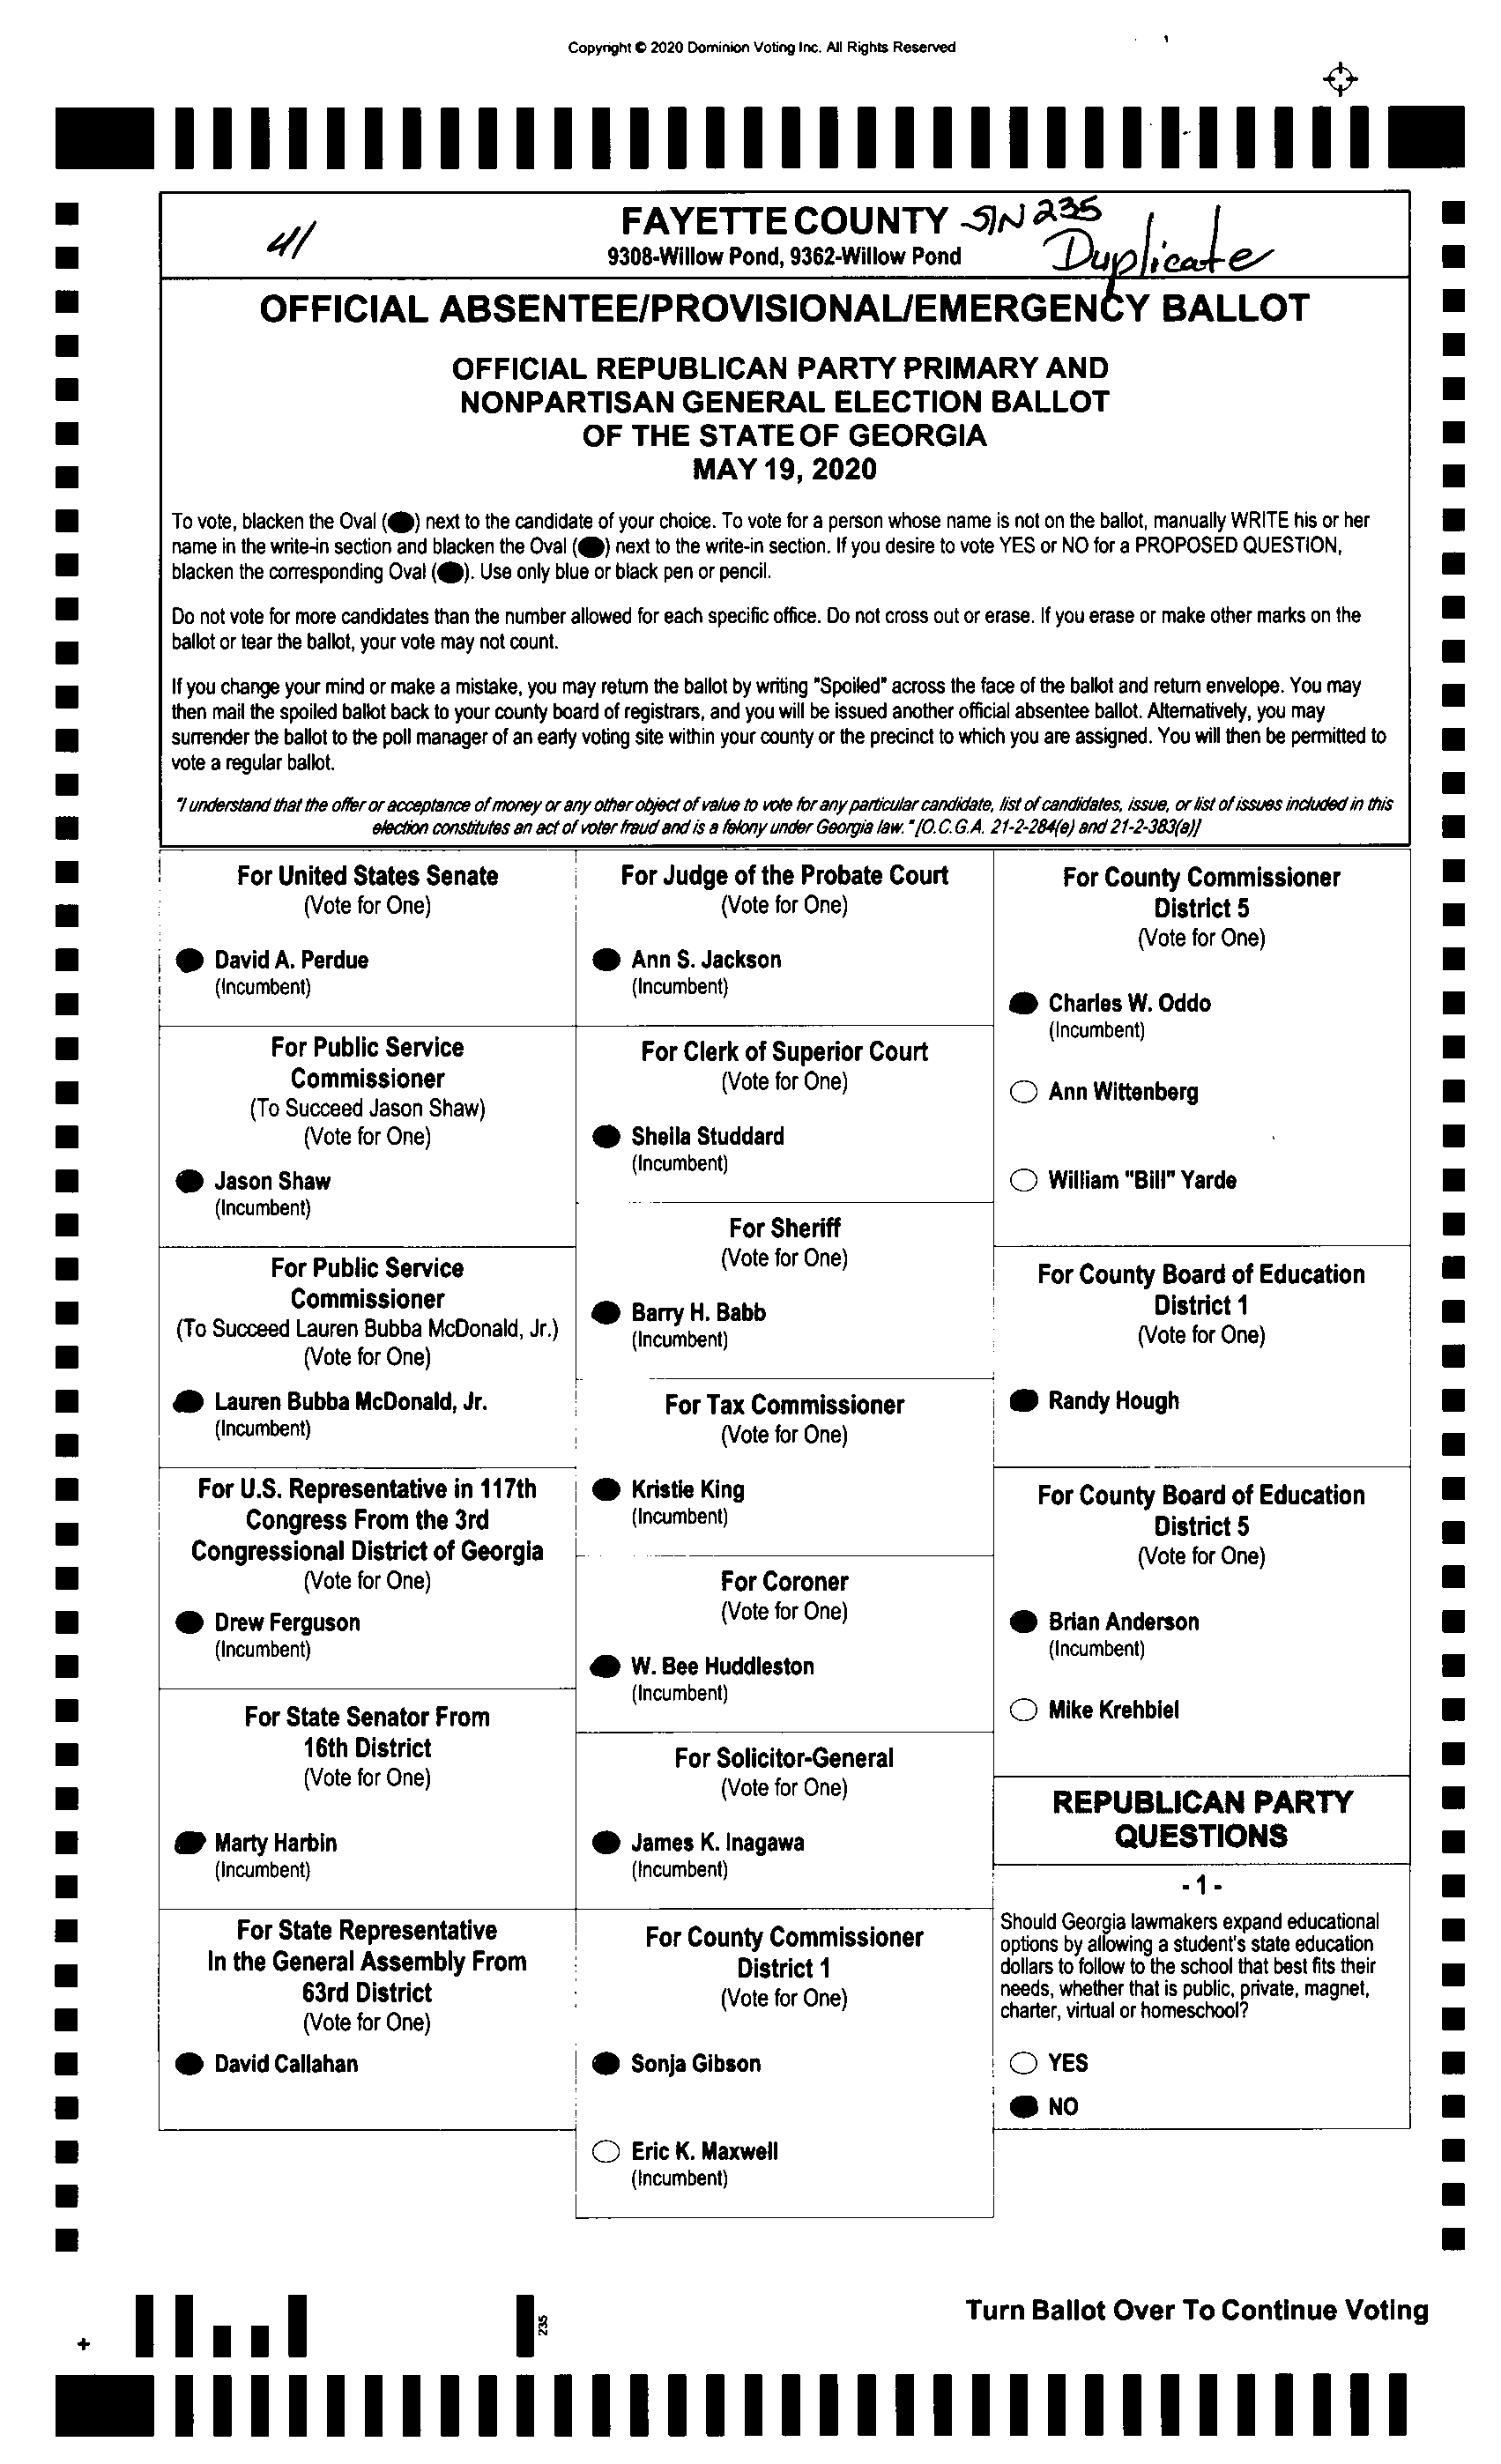 Copyright © 2020 Dominion Voting Inc. All Rights Reserved
41
FAYETTE COUNTY S/N 235
9308-Willow Pond, 9362-Willow Pond
Duplicate
OFFICIAL ABSENTEE/PROVISIONAL/EMERGENCY BALLOT
OFFICIAL REPUBLICAN PARTY PRIMARY AND
NONPARTISAN GENERAL ELECTION BALLOT
OF THE STATE OF GEORGIA
MAY 19, 2020
To vote, blacken the Oval (●) next to the candidate of your choice. To vote for a person whose name is not on the ballot, manually WRITE his or her
name in the write-in section and blacken the Oval (●) next to the write-in section. If you desire to vote YES or NO for a PROPOSED QUESTION,
blacken the corresponding Oval (●). Use only blue or black pen or pencil.
Do not vote for more candidates than the number allowed for each specific office. Do not cross out or erase. If you erase or make other marks on the
ballot or tear the ballot, your vote may not count.
If you change your mind or make a mistake, you may return the ballot by writing "Spoiled" across the face of the ballot and return envelope. You may
then mail the spoiled ballot back to your county board of registrars, and you will be issued another official absentee ballot. Alternatively, you may
surrender the ballot to the poll manager of an early voting site within your county or the precinct to which you are assigned. You will then be permitted to
vote a regular ballot.
"I understand that the offer or acceptance of money or any other object of value to vote for any particular candidate, list of candidates, issue, or list of issues included in this
election constitutes an act of voter fraud and is a felony under Georgia law." [O.C.G.A. 21-2-284(e) and 21-2-383(a)]
For United States Senate
(Vote for One)
David A. Perdue
(Incumbent)
For Public Service
Commissioner
(To Succeed Jason Shaw)
(Vote for One)
Jason Shaw
(Incumbent)
For Public Service
Commissioner
(To Succeed Lauren Bubba McDonald, Jr.)
(Vote for One)
Lauren Bubba McDonald, Jr.
(Incumbent)
For U.S. Representative in 117th
Congress From the 3rd
Congressional District of Georgia
(Vote for One)
Drew Ferguson
(Incumbent)
For State Senator From
16th District
(Vote for One)
Marty Harbin
(Incumbent)
For State Representative
In the General Assembly From
63rd District
(Vote for One)
David Callahan
For Judge of the Probate Court
(Vote for One)
Ann S. Jackson
(Incumbent)
For Clerk of Superior Court
(Vote for One)
Sheila Studdard
(Incumbent)
For Sheriff
(Vote for One)
Barry H. Babb
(Incumbent)
For Tax Commissioner
(Vote for One)
Kristie King
(Incumbent)
For Coroner
(Vote for One)
W. Bee Huddleston
(Incumbent)
For Solicitor-General
(Vote for One)
James K. Inagawa
(Incumbent)
For County Commissioner
District 1
(Vote for One)
Sonja Gibson
Eric K. Maxwell
(Incumbent)
For County Commissioner
District 5
(Vote for One)
Charles W. Oddo
(Incumbent)
Ann Wittenberg
William "Bill" Yarde
For County Board of Education
District 1
(Vote for One)
Randy Hough
For County Board of Education
District 5
(Vote for One)
Brian Anderson
(Incumbent)
Mike Krehbiel
REPUBLICAN PARTY
QUESTIONS
- 1 -
Should Georgia lawmakers expand educational
options by allowing a student's state education
dollars to follow to the school that best fits their
needs, whether that is public, private, magnet,
charter, virtual or homeschool?
YES
NO
Turn Ballot Over To Continue Voting
235